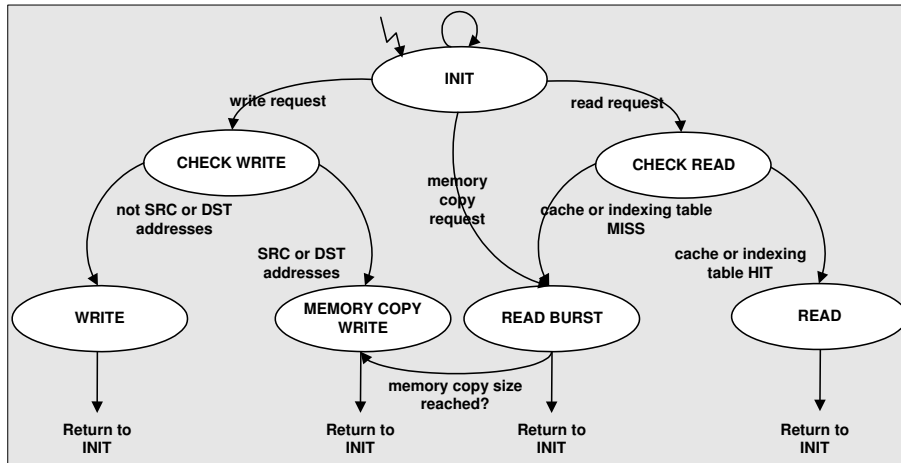 INIT
write request
read request
CHECK WRITE
CHECK READ
memory
copy
request
not SRC or DST
addresses
cache or indexing table
MISS
SRC or DST
addresses
cache or indexing
table HIT
WRITE
MEMORY COPY
WRITE
READ BURST
READ
memory copy size
reached?
Return to
INIT
Return to
INIT
Return to
INIT
Return to
INIT